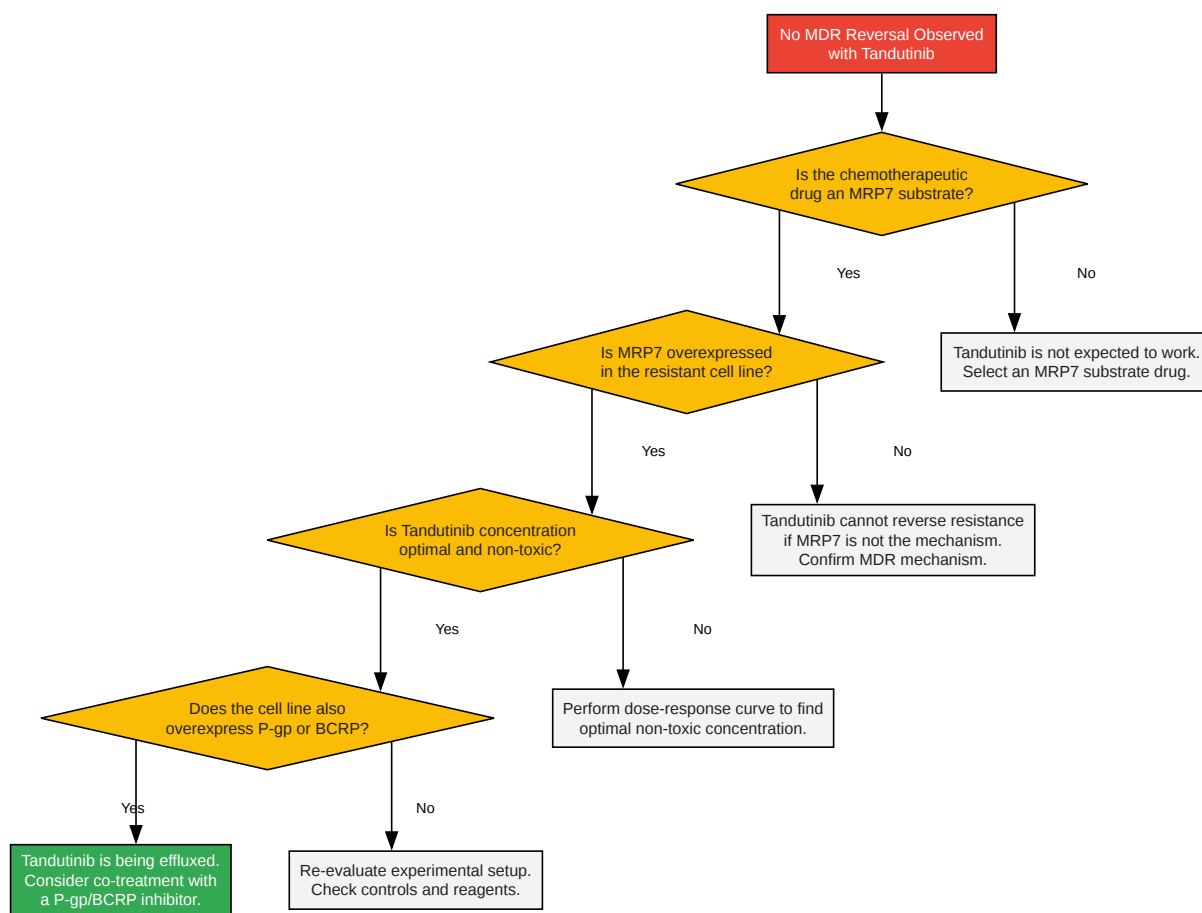 No MDR Reversal Observed
with Tandutinib
Is the chemotherapeutic
drug an MRP7 substrate?
Yes
No
Is MRP7 overexpressed
in the resistant cell line?
Tandutinib is not expected to work.
Select an MRP7 substrate drug.
Yes
No
Is Tandutinib concentration
optimal and non-toxic?
Tandutinib cannot reverse resistance
if MRP7 is not the mechanism.
Confirm MDR mechanism.
Yes
No
Does the cell line also
overexpress P-gp or BCRP?
Perform dose-response curve to find
optimal non-toxic concentration.
Yes
No
Tandutinib is being effluxed.
Consider co-treatment with
a P-gp/BCRP inhibitor.
Re-evaluate experimental setup.
Check controls and reagents.